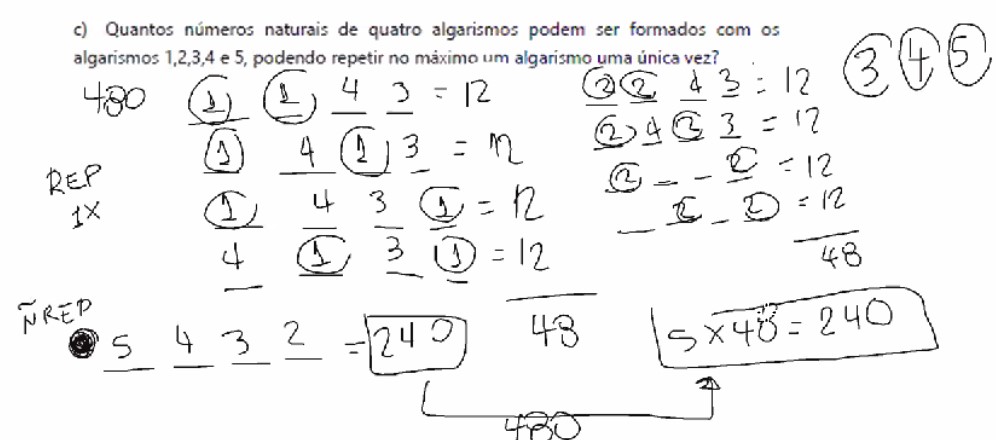 c) Quantos números naturais de quatro algarismos podem ser formados com os
algarismos 1,2,3,4 e 5, podendo repetir no máximo um algarismo uma única vez?
3 4 5
480 1 1 4 3 = 12
2 2 4 3 = 12
1 4 1 3 = 12
2 4 2 3 = 12
REP
1X
1 4 3 1 = 12
2 _ _ 2 = 12
4 1 3 1 = 12
_ 2 _ 2 = 12
48
48
ÑREP
5 4 3 2 = 240
5 x 48 = 240
480